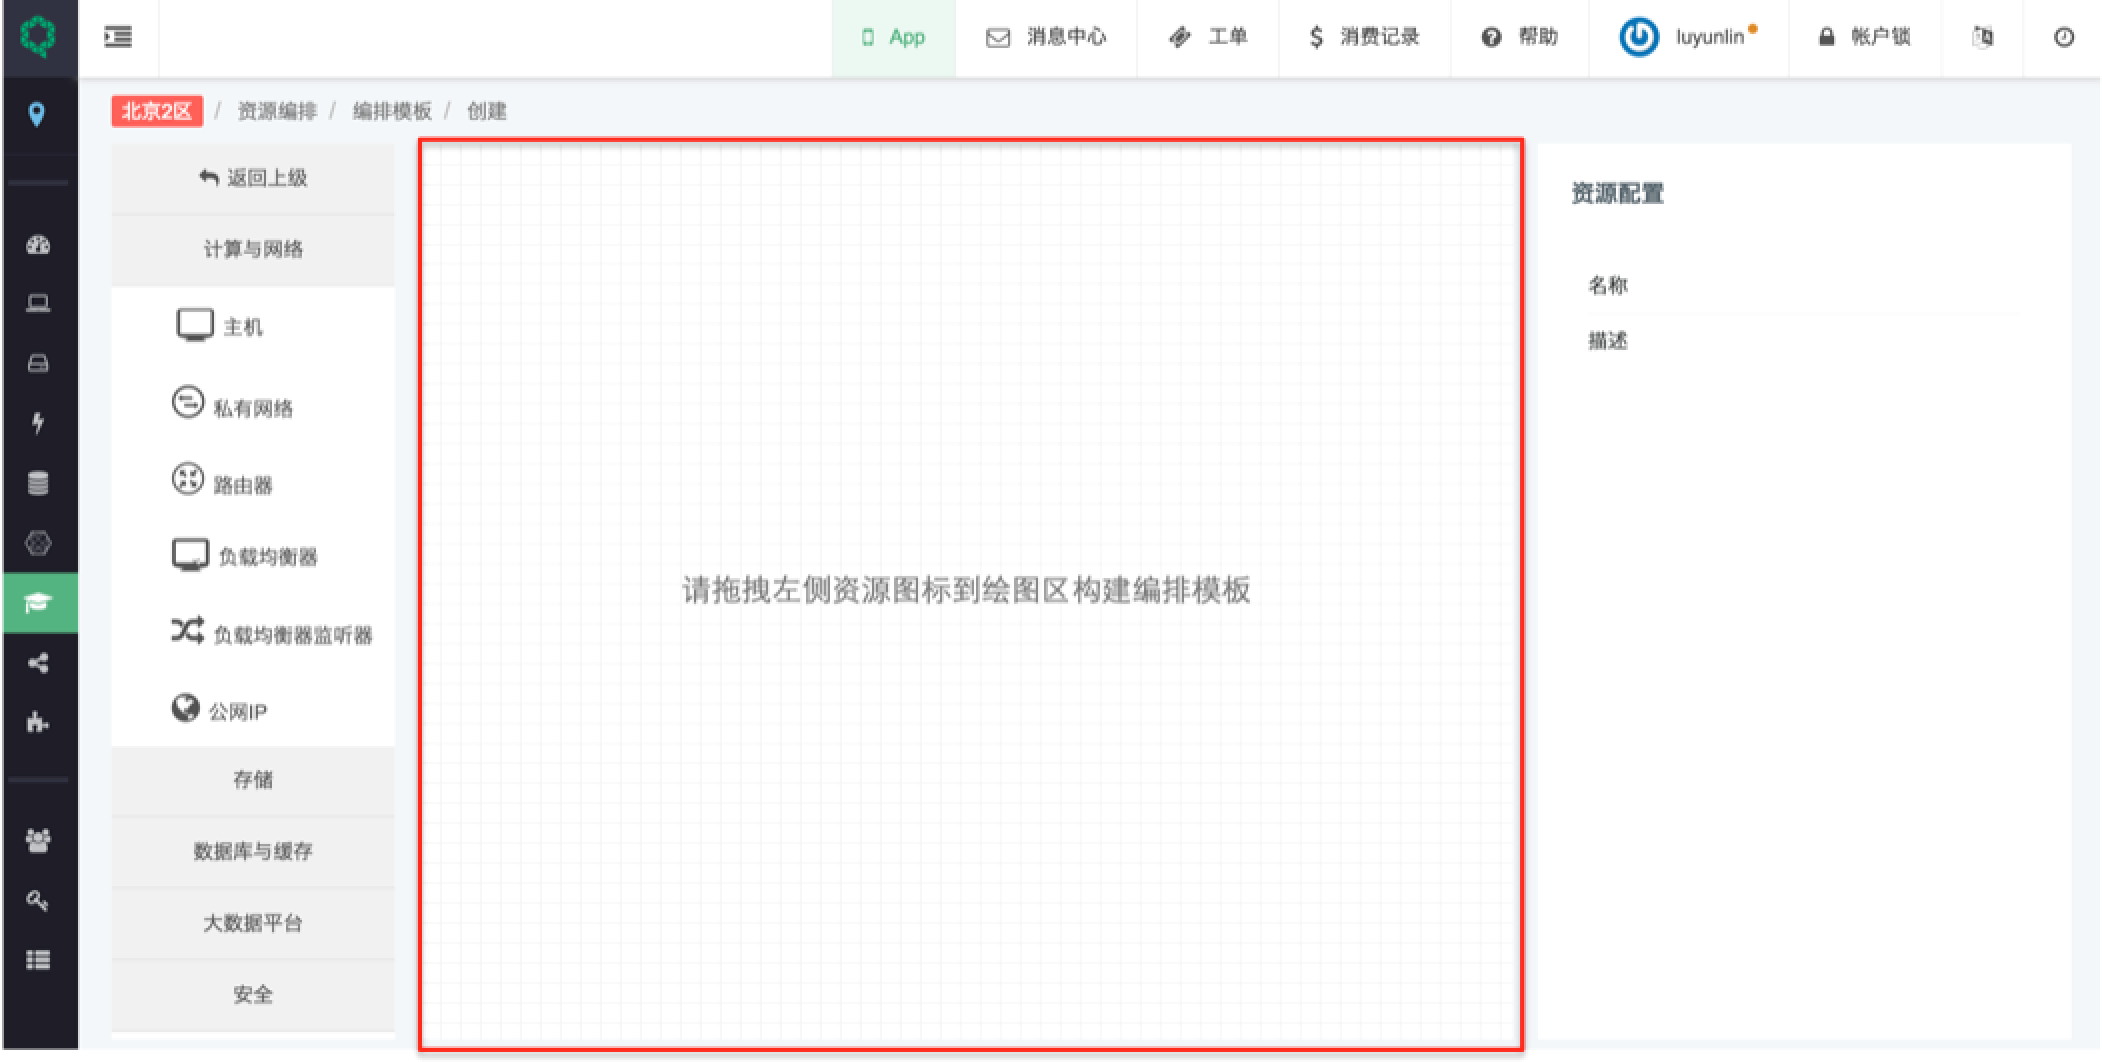 App 消息中心 工单 $ 消费记录 帮助 luyunlin 帐户锁
北京2区 / 资源编排 / 编排模板 / 创建
返回上级
计算与网络
主机
私有网络
路由器
负载均衡器
负载均衡器监听器
公网IP
存储
数据库与缓存
大数据平台
安全
请拖拽左侧资源图标到绘图区构建编排模板
资源配置
名称
描述